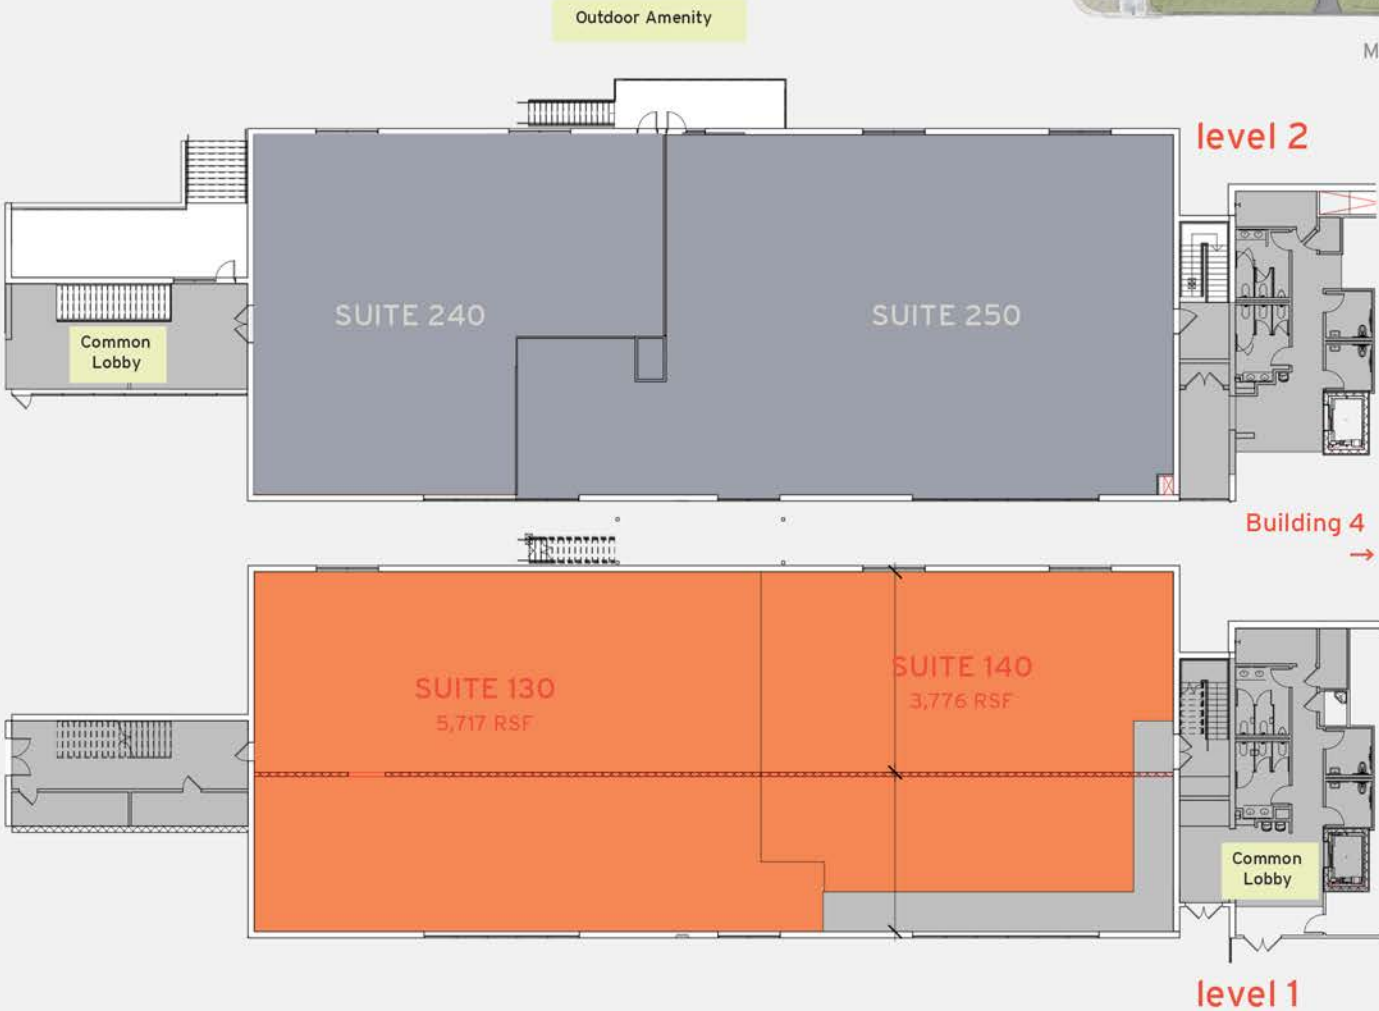 Outdoor Amenity
M
level 2
SUITE 240
SUITE 250
Common
Lobby
Building 4
→
SUITE 130
5,717 RSF
SUITE 140
3,776 RSF
Common
Lobby
level 1